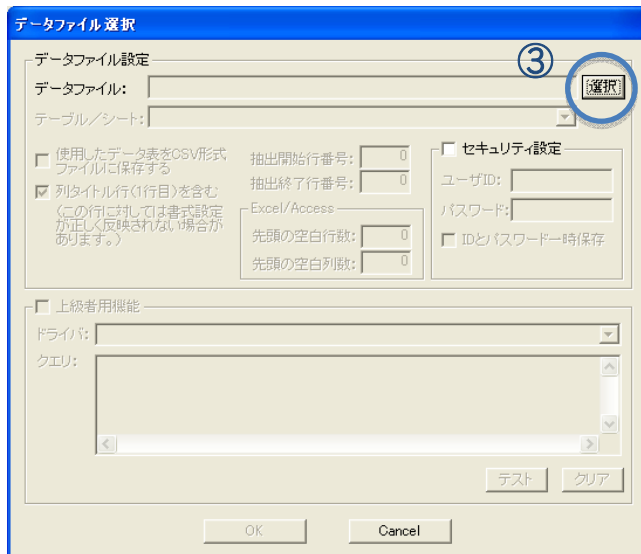 データファイル選択
データファイル設定
③
データファイル:
選択
テーブル/シート:
使用したデータ表をCSV形式
ファイルに保存する
列タイトル行(1行目)を含む
(この行に対しては書式設定
が正しく反映されない場合が
あります。)
抽出開始行番号: 0
抽出終了行番号: 0
Excel/Access
先頭の空白行数: 0
先頭の空白列数: 0
セキュリティ設定
ユーザID:
パスワード:
IDとパスワード一時保存
上級者用機能
ドライバ:
クエリ:
テスト クリア
OK Cancel